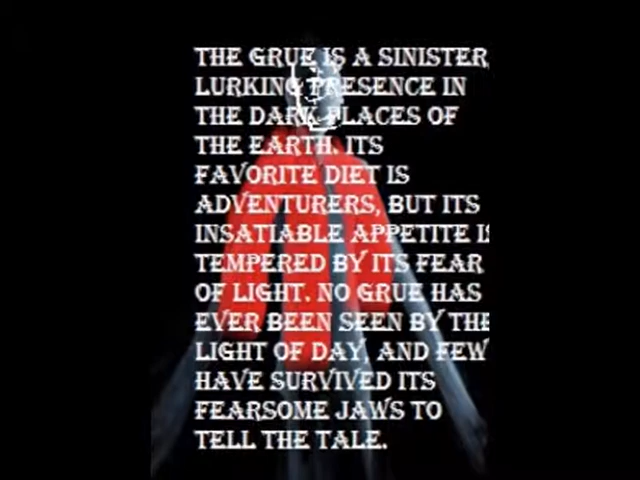 THE GRUE IS A SINISTER,
LURKING PRESENCE IN
THE DARK PLACES OF
THE EARTH. ITS
FAVORITE DIET IS
ADVENTURERS, BUT ITS
INSATIABLE APPETITE IS
TEMPERED BY ITS FEAR
OF LIGHT. NO GRUE HAS
EVER BEEN SEEN BY THE
LIGHT OF DAY, AND FEW
HAVE SURVIVED ITS
FEARSOME JAWS TO
TELL THE TALE.